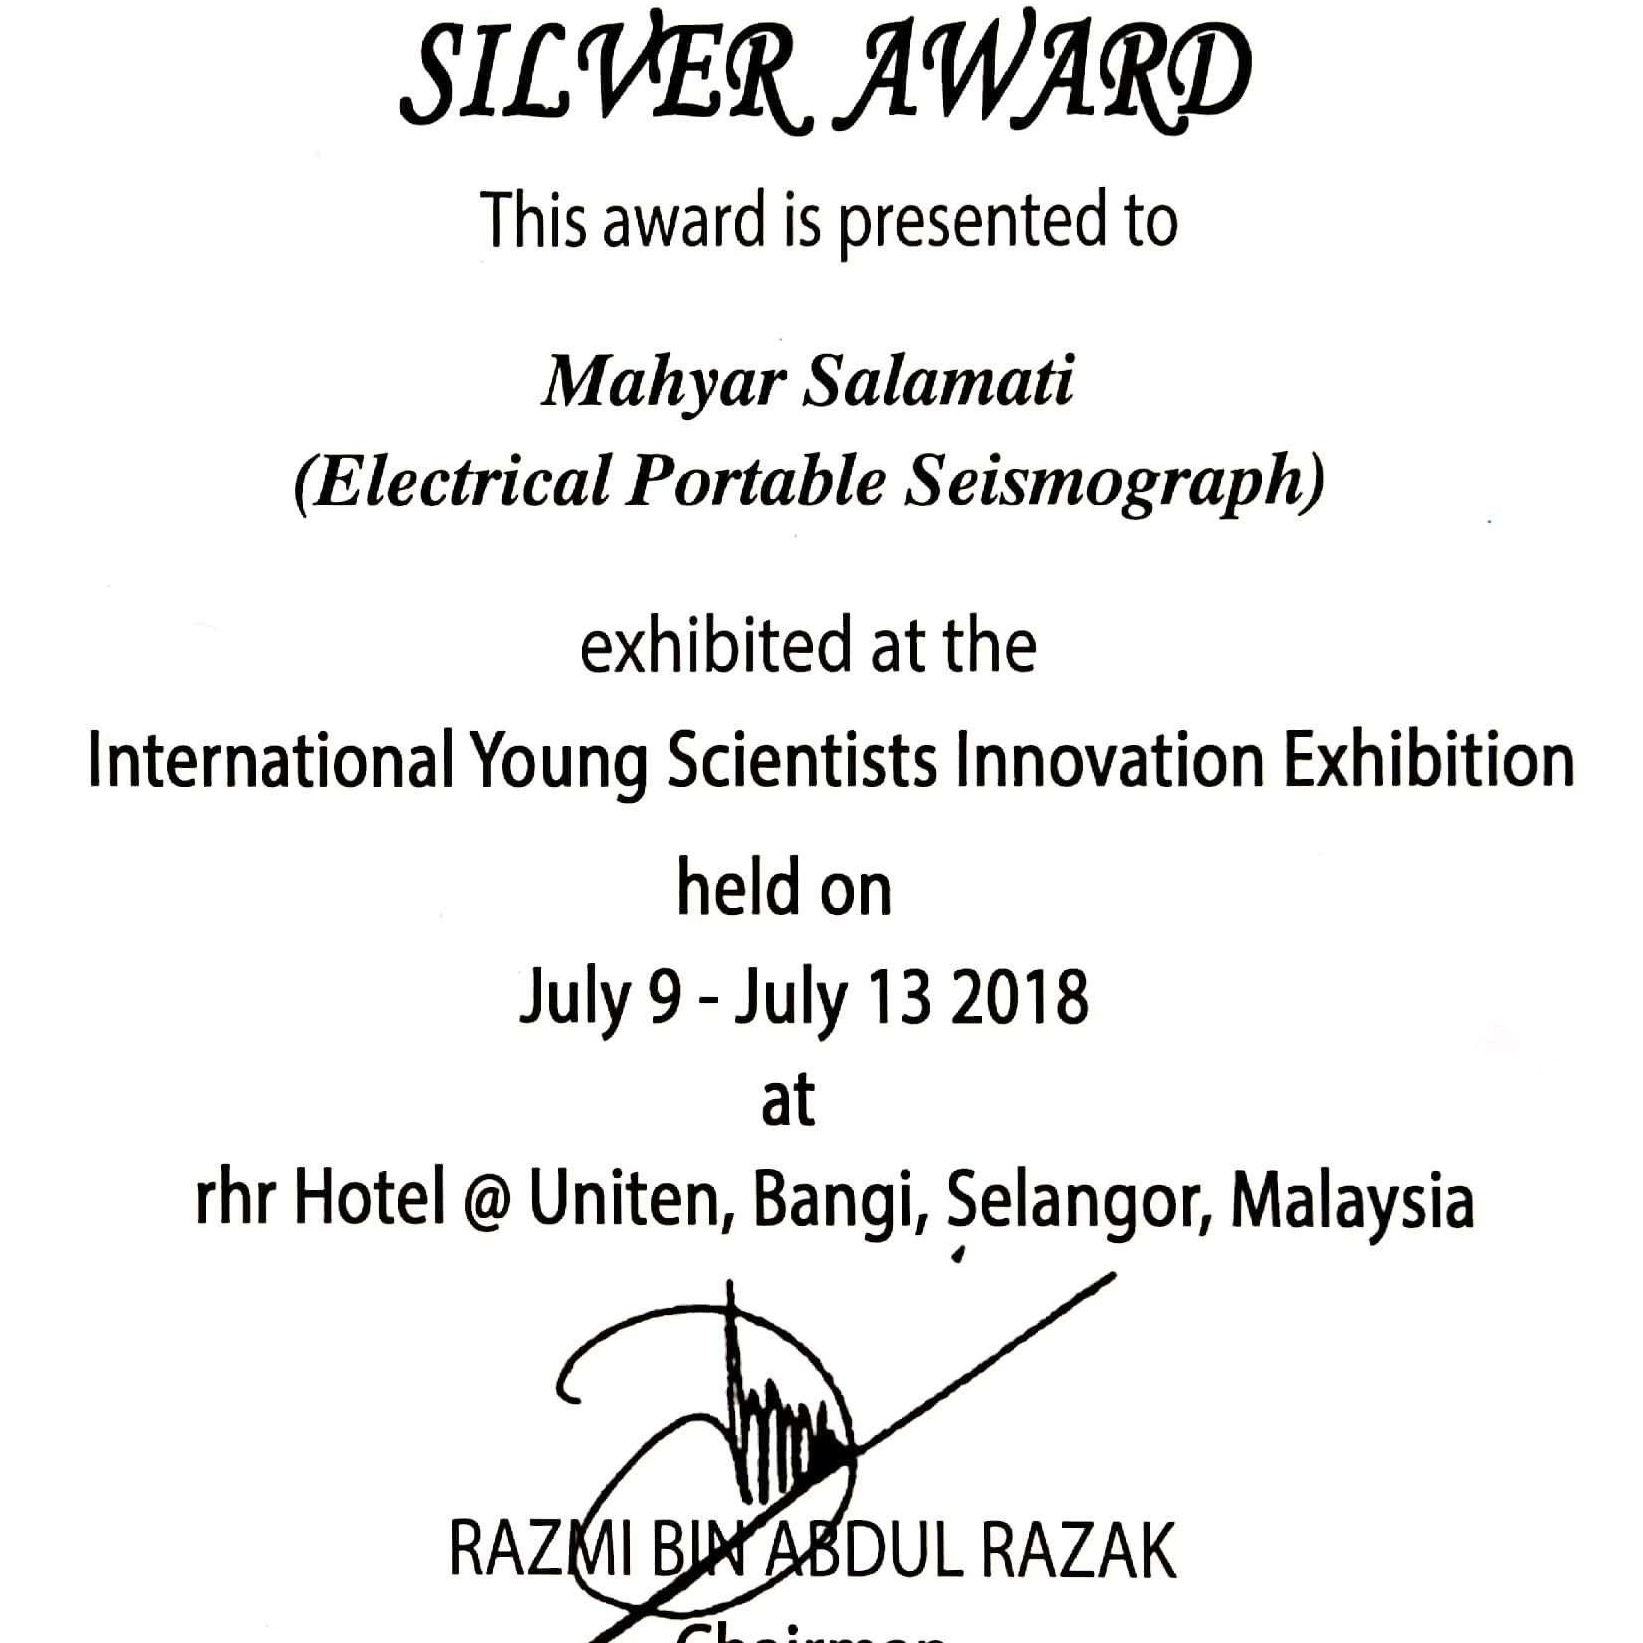 SILVER AWARD
This award is presented to
Mahyar Salamati
(Electrical Portable Seismograph)
exhibited at the
International Young Scientists Innovation Exhibition
held on
July 9 - July 13 2018
at
rhr Hotel @ Uniten, Bangi, Selangor, Malaysia
RAZMI BIN ABDUL RAZAK
Chairman